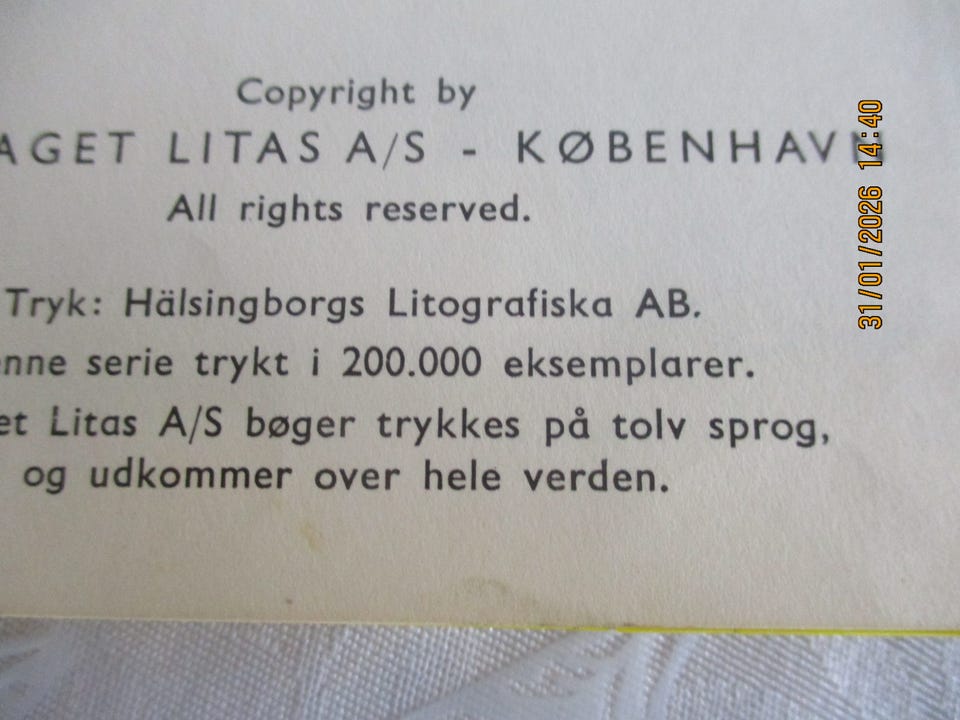 Copyright by
AGET LITAS A/S - KØBENHAVN
All rights reserved.
Tryk: Hälsingborgs Litografiska AB.
nne serie trykt i 200.000 eksemplarer.
et Litas A/S bøger trykkes på tolv sprog,
og udkommer over hele verden.
31/01/2026 14:40